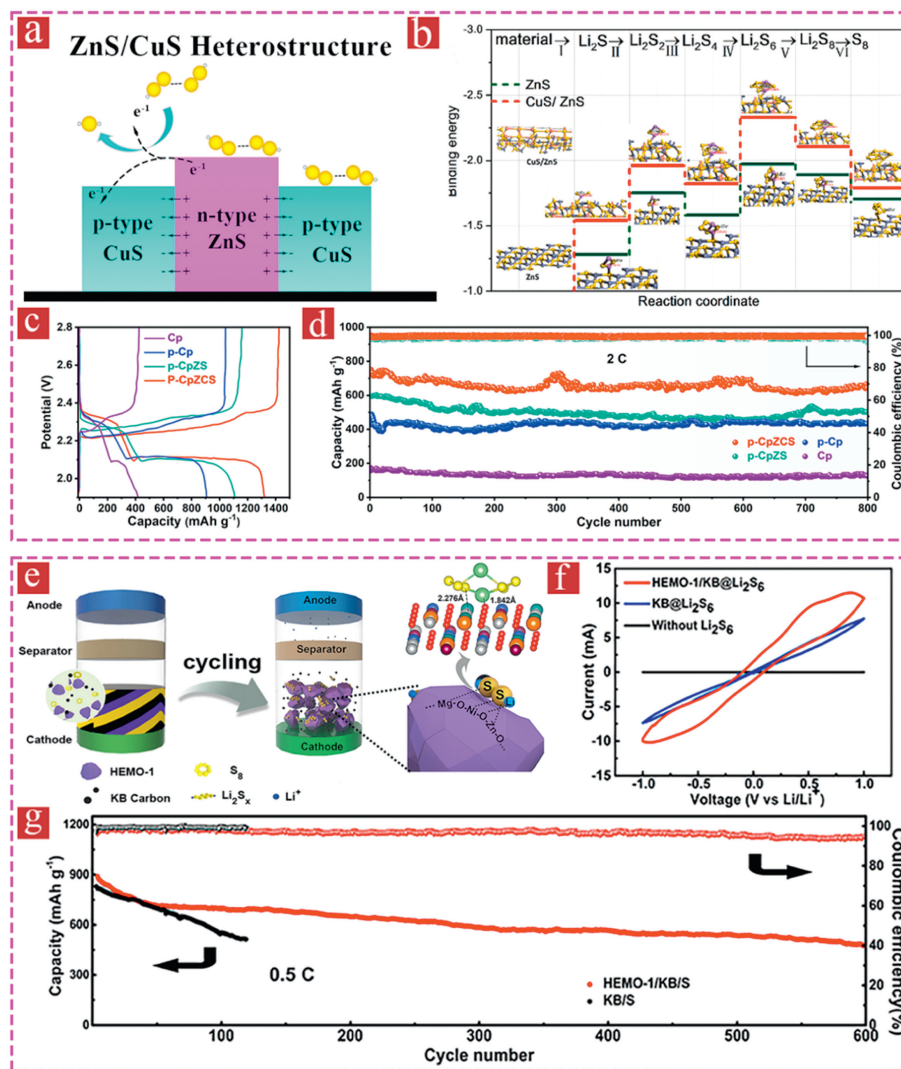 a
ZnS/CuS Heterostructure
e⁻¹
e⁻¹
e⁻¹
p-type
CuS
n-type
ZnS
p-type
CuS
+ +
+ +
+ +
+ +
+ +
b
material → Li₂S → Li₂S₂ → Li₂S₄ → Li₂S₆ → Li₂S₈ → S₈
I II III IV V VI
ZnS
CuS/ ZnS
CuS/ZnS
ZnS
Binding energy
-3.0
-2.5
-2.0
-1.5
-1.0
Reaction coordinate
c
Cp
p-Cp
p-CpZS
P-CpZCS
Potential (V)
2.8
2.6
2.4
2.2
2.0
0 200 400 600 800 1000 1200 1400
Capacity (mAh g⁻¹)
d
2 C
Capacity (mAh g⁻¹)
1000
900
800
700
600
500
400
300
200
100
0
Coulombic efficiency (%)
100
80
60
40
20
0
p-CpZCS p-Cp
p-CpZS Cp
0 100 200 300 400 500 600 700 800
Cycle number
e
Anode
Separator
Cathode
cycling
Anode
Separator
Cathode
2.276Å
1.842Å
S
S
Li
Mg-O-Ni-O-Zn-O
HEMO-1
S₈
KB Carbon
Li₂Sₓ
Li⁺
f
HEMO-1/KB@Li₂S₆
KB@Li₂S₆
Without Li₂S₆
Current (mA)
15
10
5
0
-5
-10
-15
-1.0 -0.5 0.0 0.5 1.0
Voltage (V vs Li/Li⁺)
g
Capacity (mAh g⁻¹)
1200
900
600
300
0
0.5 C
HEMO-1/KB/S
KB/S
Coulombic efficiency(%)
100
80
60
40
20
0
100 200 300 400 500 600
Cycle number